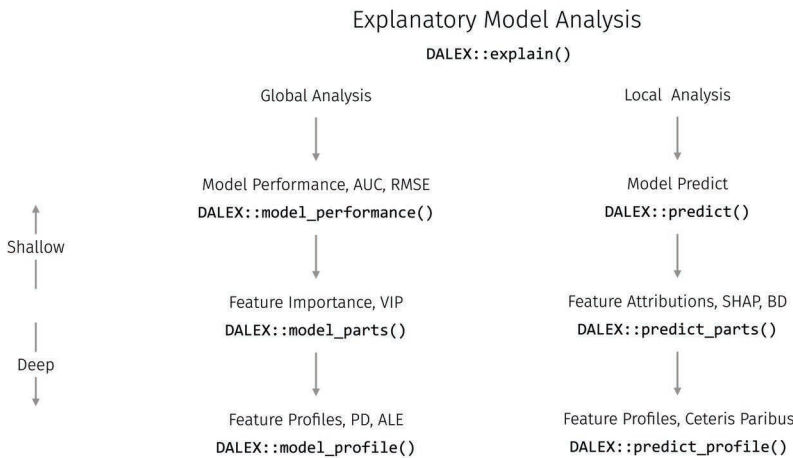 Explanatory Model Analysis
DALEX::explain()
Global Analysis
Local Analysis
Model Performance, AUC, RMSE
DALEX::model_performance()
Model Predict
DALEX::predict()
Shallow
Feature Importance, VIP
DALEX::model_parts()
Feature Attributions, SHAP, BD
DALEX::predict_parts()
Deep
Feature Profiles, PD, ALE
DALEX::model_profile()
Feature Profiles, Ceteris Paribus
DALEX::predict_profile()